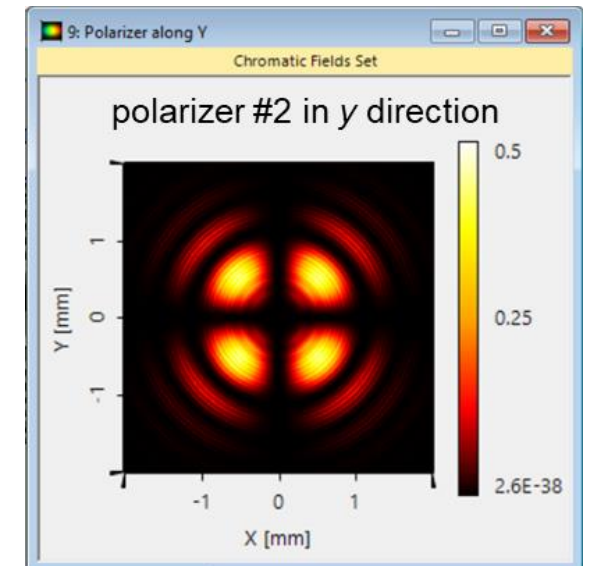 9: Polarizer along Y
Chromatic Fields Set
polarizer #2 in y direction
0.5
0.25
2.6E-38
Y [mm]
1
0
-1
-1 0 1
X [mm]